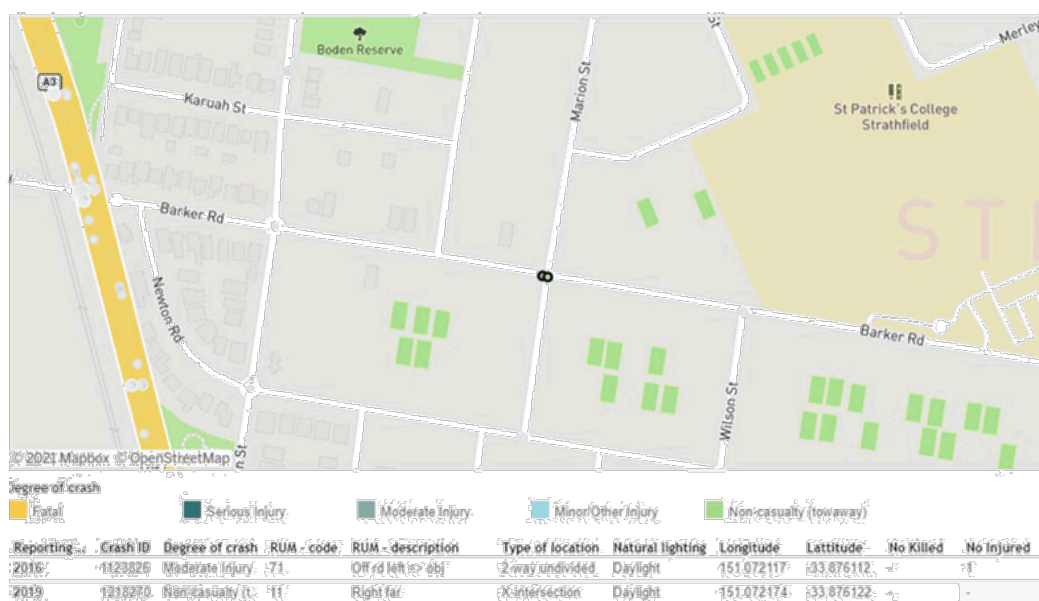 Boden Reserve
A3
Karuah St
Marion St
St
Merley
St Patrick's College
Strathfield
Barker Rd
ST
Newton Rd
Barker Rd
Wilson St
n St
© 2021 Mapbox © OpenStreetMap
Degree of crash
Fatal
Serious Injury
Moderate Injury
Minor/Other Injury
Non-casualty (towaway)
Reporting ... Crash ID Degree of crash RUM - code RUM - description Type of location Natural lighting Longitude Lattitude No Killed No Injured
2016 1123826 Moderate Injury 71 Off rd left => obj 2-way undivided Daylight 151.072117 -33.876112 - 1
2019 1218270 Non-casualty (t 11 Right far X-intersection Daylight 151.072174 -33.876122 - -